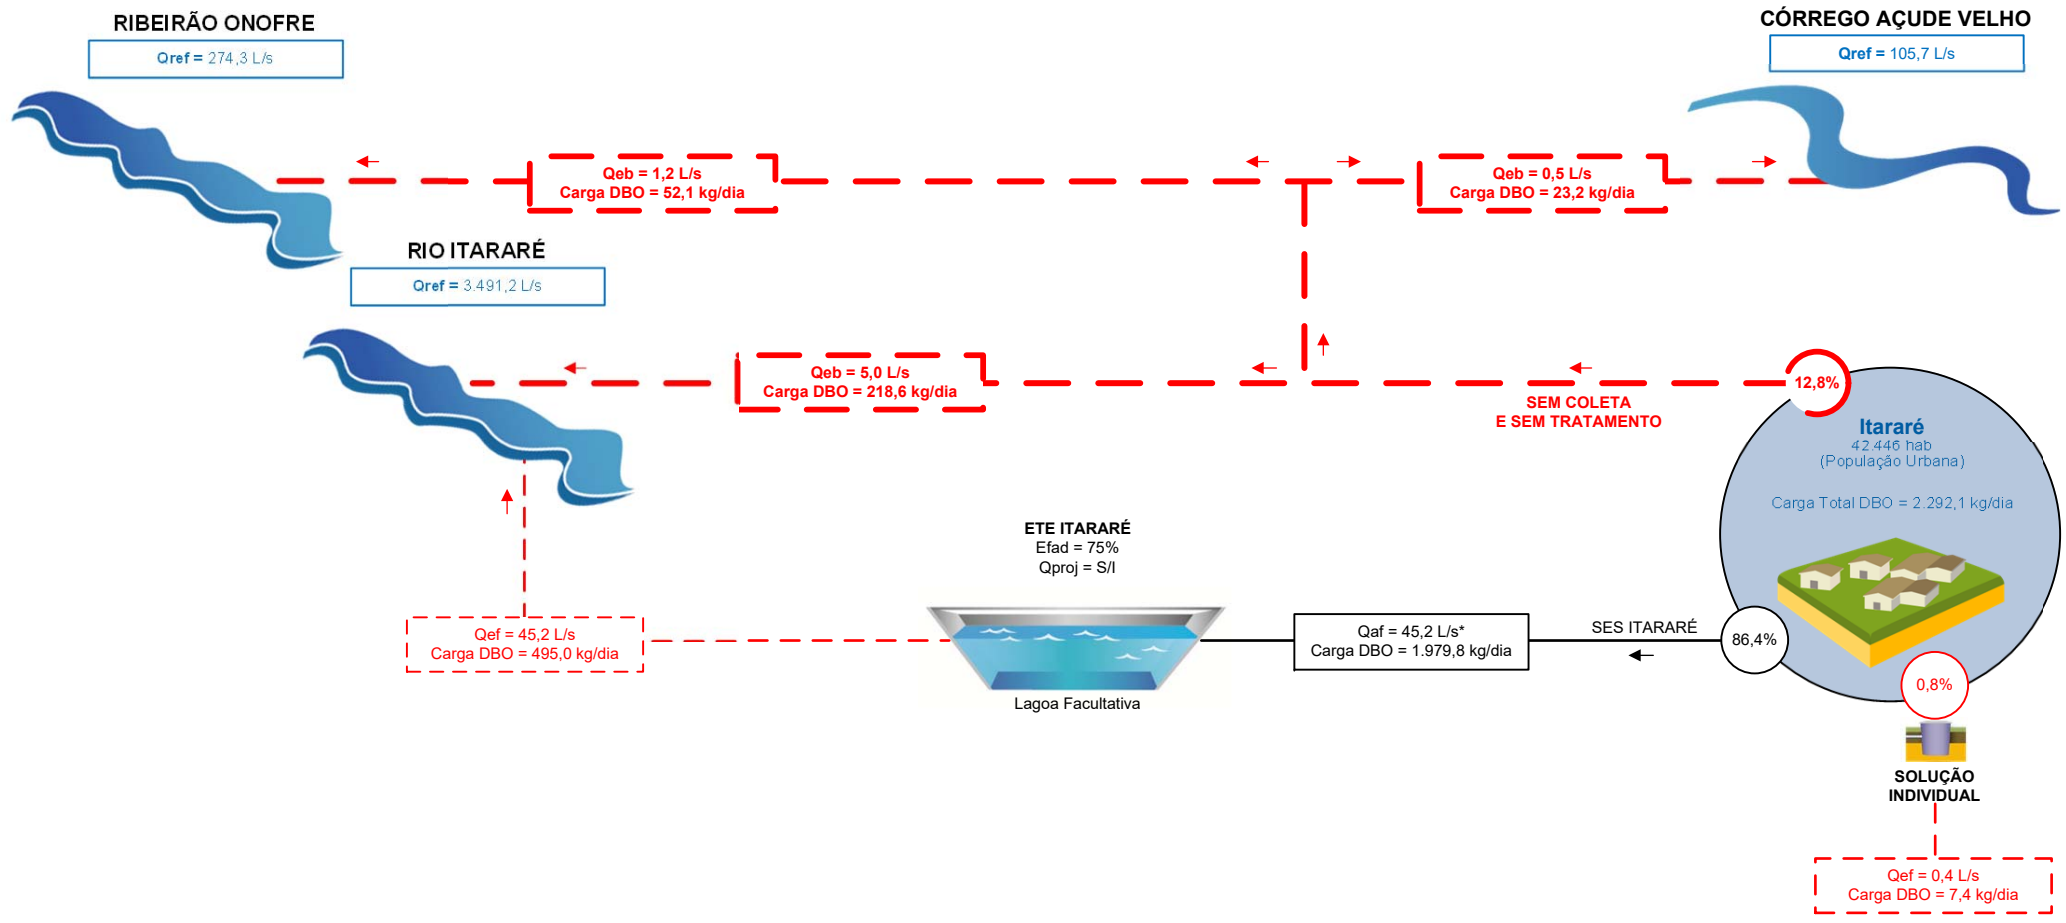 RIBEIRÃO ONOFRE
Qref = 274,3 L/s
CÓRREGO AÇUDE VELHO
Qref = 105,7 L/s
Qeb = 1,2 L/s
Carga DBO = 52,1 kg/dia
Qeb = 0,5 L/s
Carga DBO = 23,2 kg/dia
RIO ITARARÉ
Qref = 3.491,2 L/s
Qeb = 5,0 L/s
Carga DBO = 218,6 kg/dia
12,8%
SEM COLETA
E SEM TRATAMENTO
Itararé
42.446 hab
(População Urbana)
Carga Total DBO = 2.292,1 kg/dia
ETE ITARARÉ
Efad = 75%
Qproj = S/I
Qef = 45,2 L/s
Carga DBO = 495,0 kg/dia
Qaf = 45,2 L/s*
Carga DBO = 1.979,8 kg/dia
SES ITARARÉ
86,4%
Lagoa Facultativa
0,8%
SOLUÇÃO
INDIVIDUAL
Qef = 0,4 L/s
Carga DBO = 7,4 kg/dia